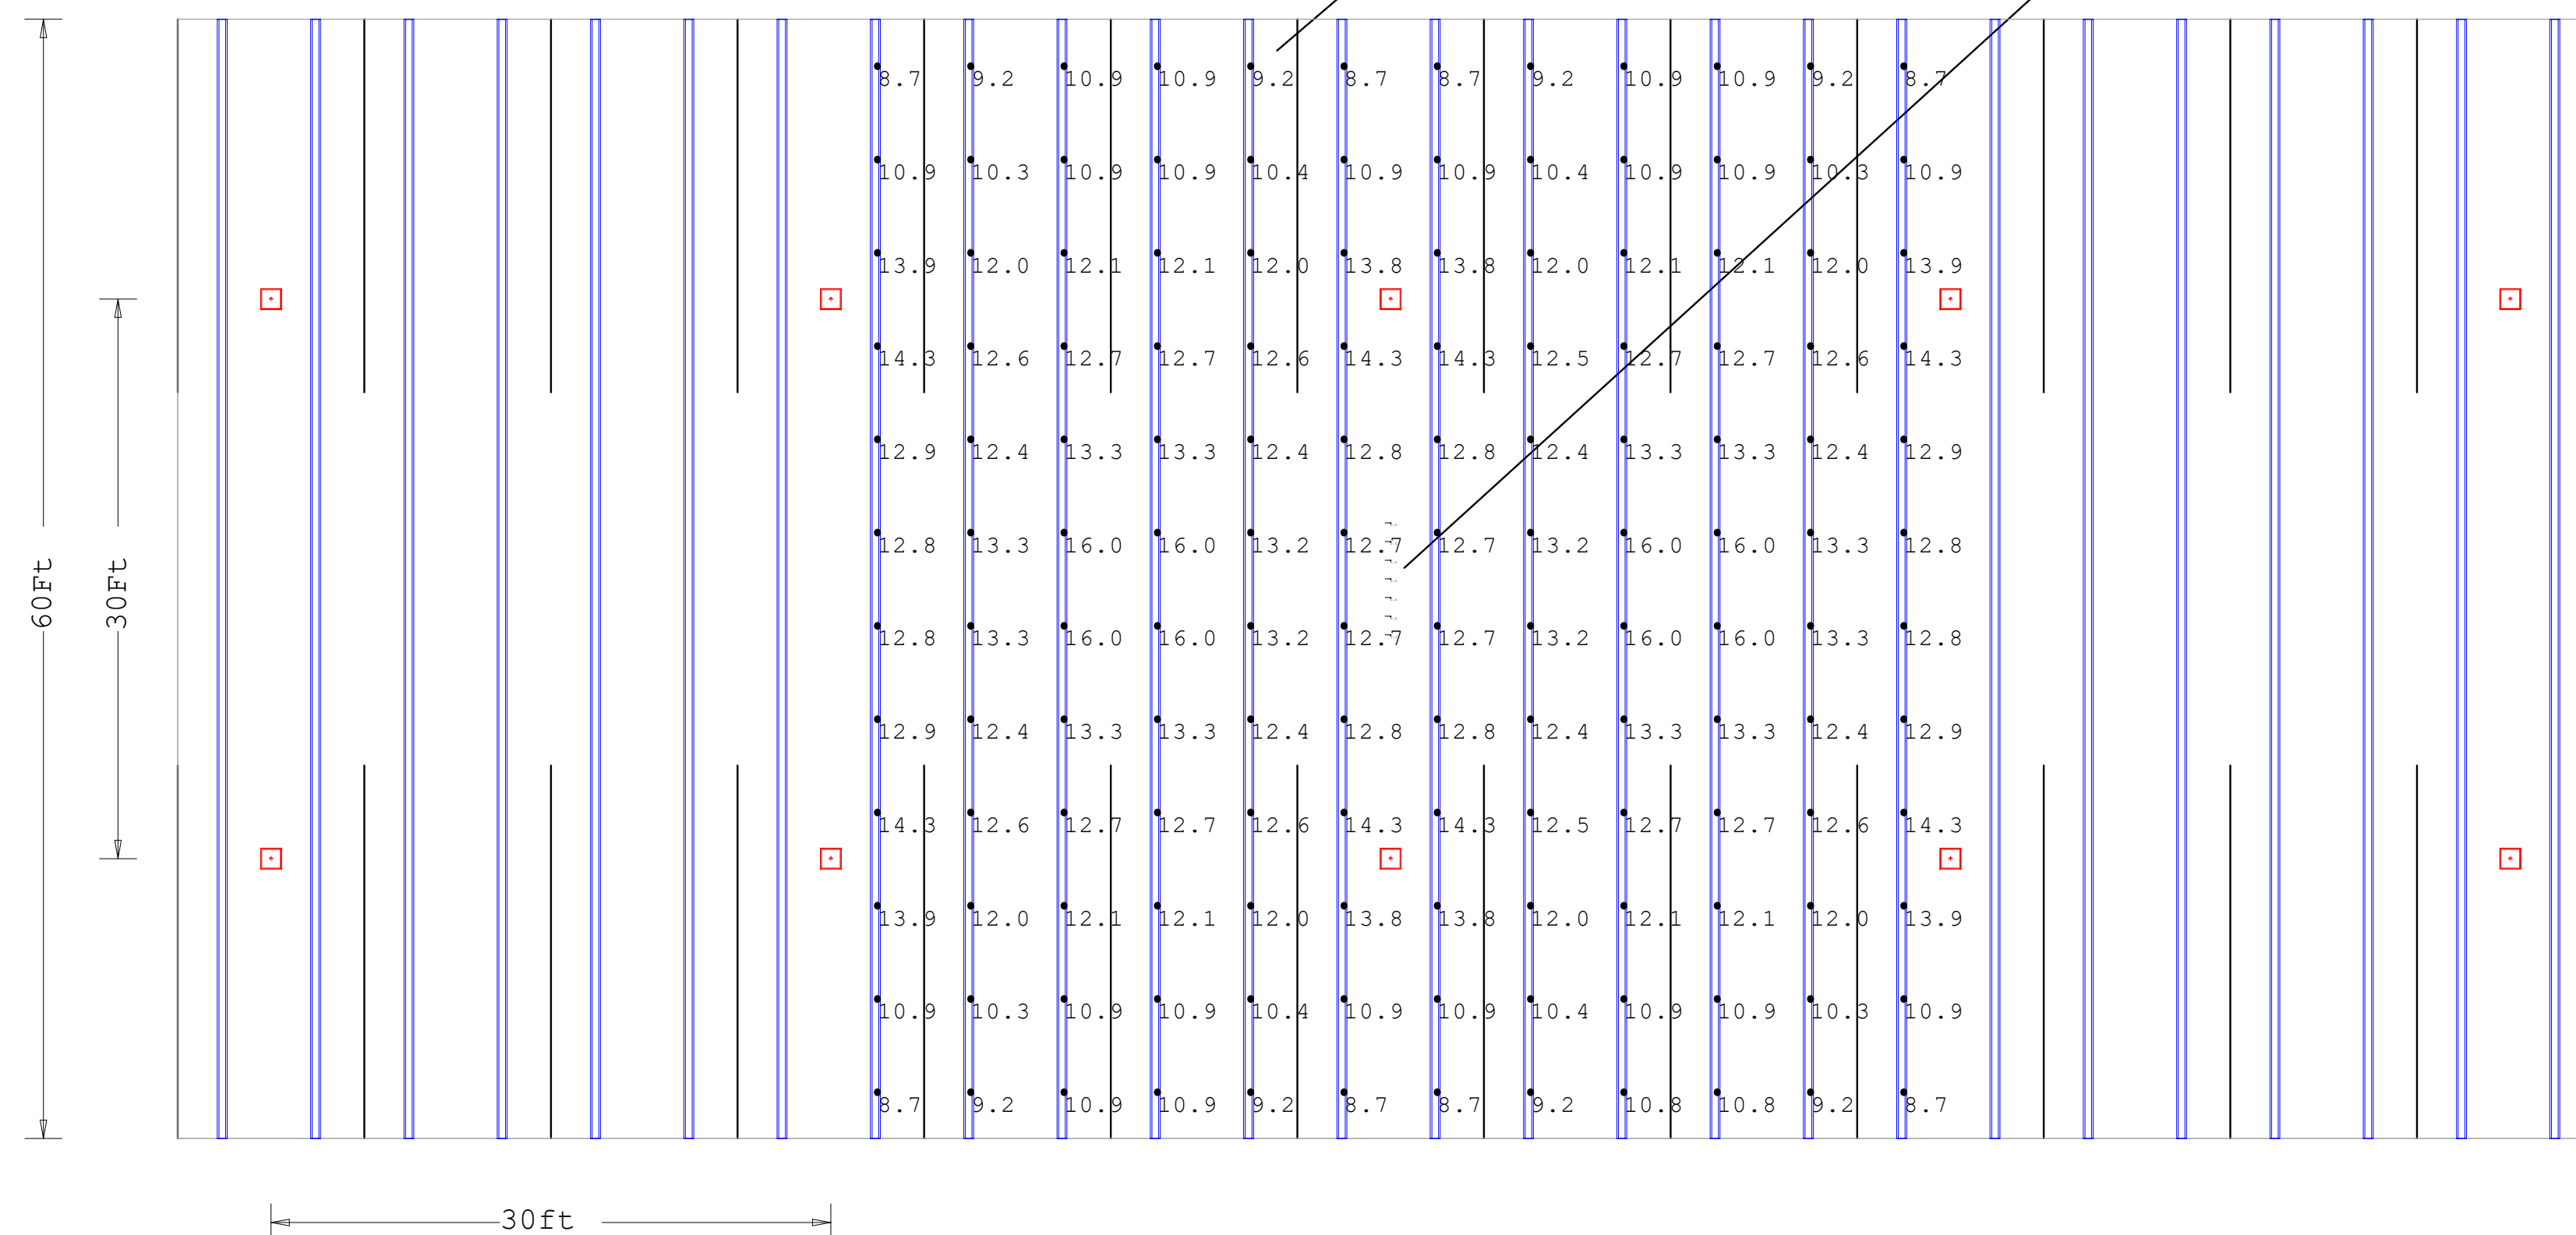 8.7 9.2 10.9 10.9 9.2 8.7 8.7 9.2 10.9 10.9 9.2 8.7
10.9 10.3 10.9 10.9 10.4 10.9 10.9 10.4 10.9 10.9 10.3 10.9
13.9 12.0 12.1 12.1 12.0 13.8 13.8 12.0 12.1 12.1 12.0 13.9
14.3 12.6 12.7 12.7 12.6 14.3 14.3 12.5 12.7 12.7 12.6 14.3
12.9 12.4 13.3 13.3 12.4 12.8 12.8 12.4 13.3 13.3 12.4 12.9
12.8 13.3 16.0 16.0 13.2 12.7 12.7 13.2 16.0 16.0 13.3 12.8
60Ft
30Ft
12.8 13.3 16.0 16.0 13.2 12.7 12.7 13.2 16.0 16.0 13.3 12.8
12.9 12.4 13.3 13.3 12.4 12.8 12.8 12.4 13.3 13.3 12.4 12.9
14.3 12.6 12.7 12.7 12.6 14.3 14.3 12.5 12.7 12.7 12.6 14.3
13.9 12.0 12.1 12.1 12.0 13.8 13.8 12.0 12.1 12.1 12.0 13.9
10.9 10.3 10.9 10.9 10.4 10.9 10.9 10.4 10.9 10.9 10.3 10.9
8.7 9.2 10.9 10.9 9.2 8.7 8.7 9.2 10.8 10.8 9.2 8.7
30ft